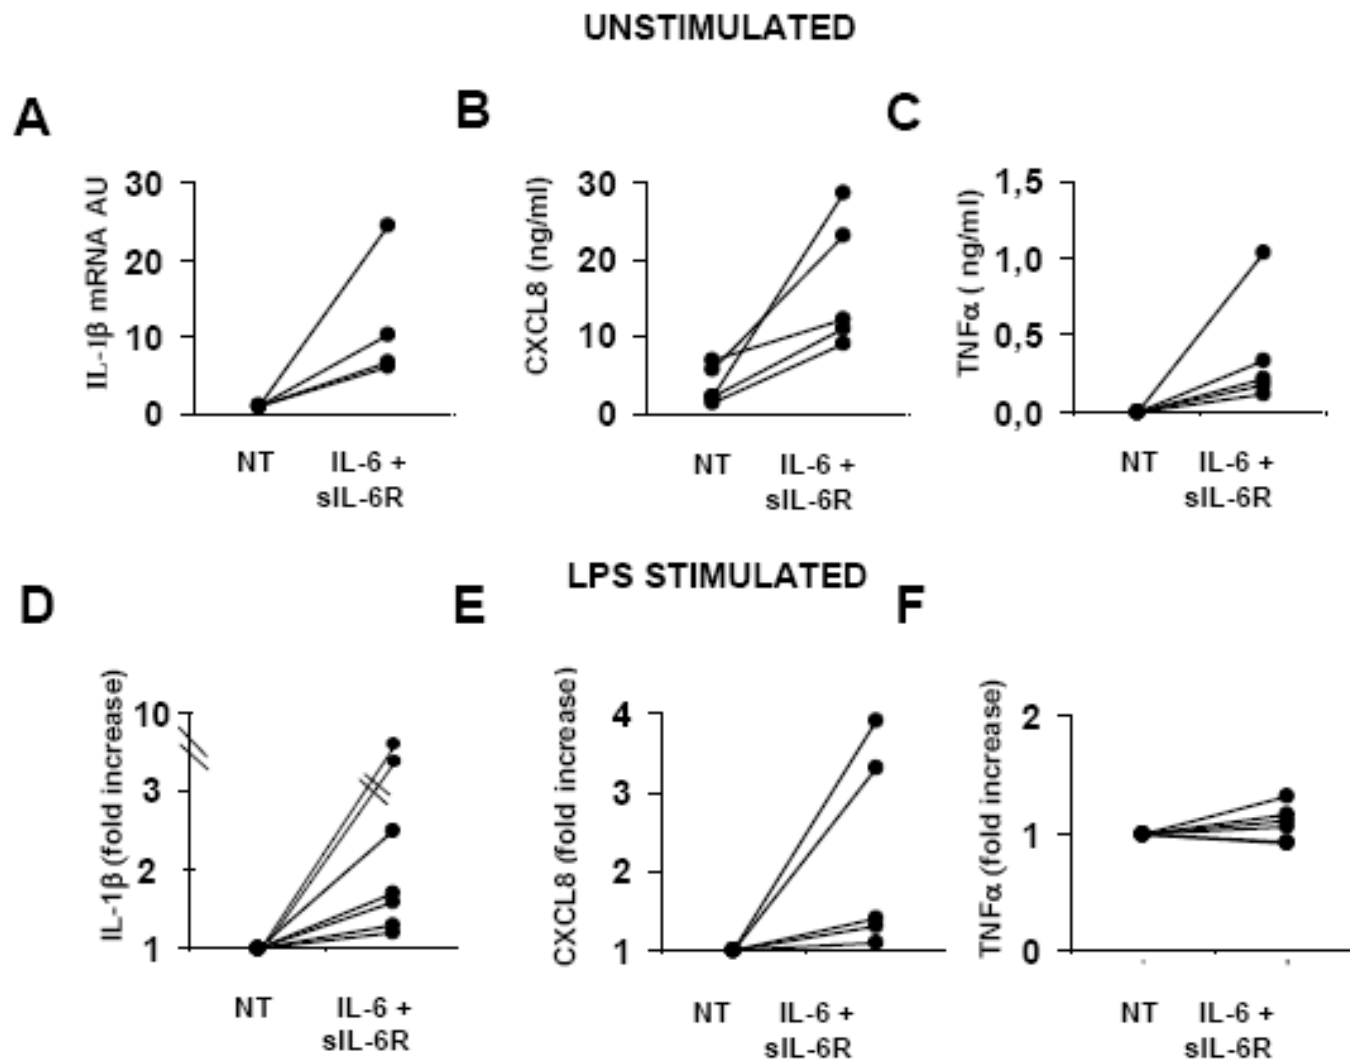 UNSTIMULATED
A
B
C
IL-1β mRNA AU
30
20
10
0
NT
IL-6 +
sIL-6R
CXCL8 (ng/ml)
30
20
10
0
NT
IL-6 +
sIL-6R
TNFα ( ng/ml)
1,5
1,0
0,5
0,0
NT
IL-6 +
sIL-6R
LPS STIMULATED
D
E
F
IL-1β (fold increase)
10
3
2
1
NT
IL-6 +
sIL-6R
CXCL8 (fold increase)
4
3
2
1
NT
IL-6 +
sIL-6R
TNFα (fold increase)
2
1
0
NT
IL-6 +
sIL-6R